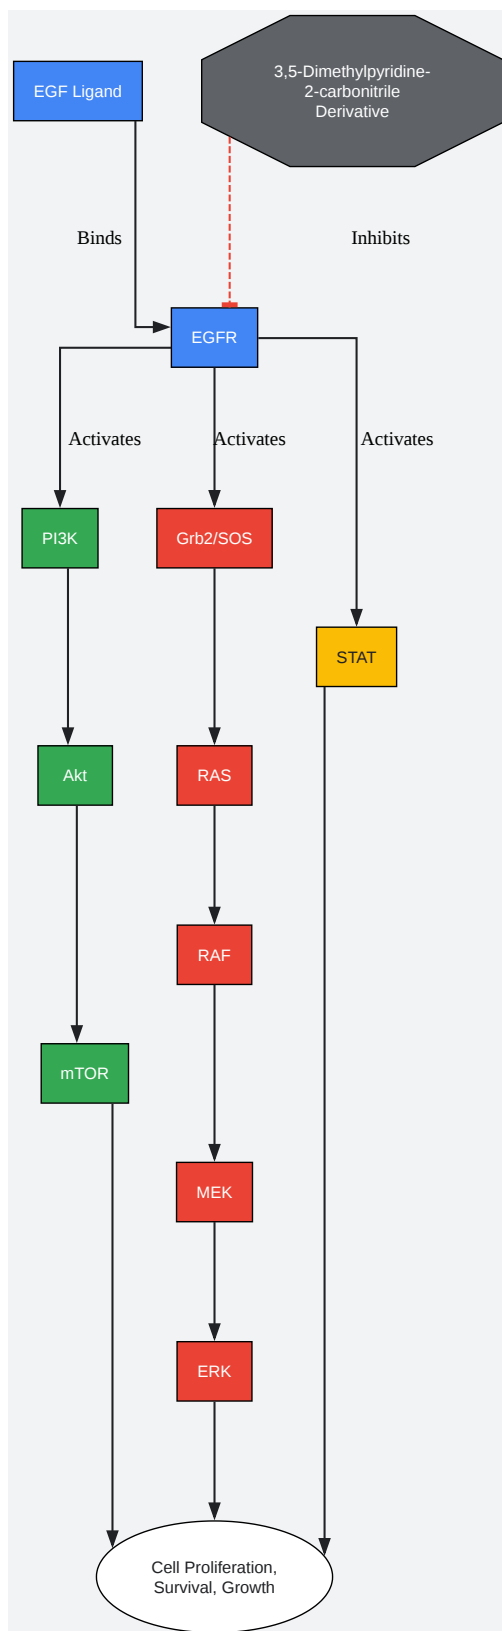 EGF Ligand
3,5-Dimethylpyridine-
2-carbonitrile
Derivative
Binds
Inhibits
EGFR
Activates
Activates
Activates
PI3K
Grb2/SOS
STAT
Akt
RAS
RAF
mTOR
MEK
ERK
Cell Proliferation,
Survival, Growth